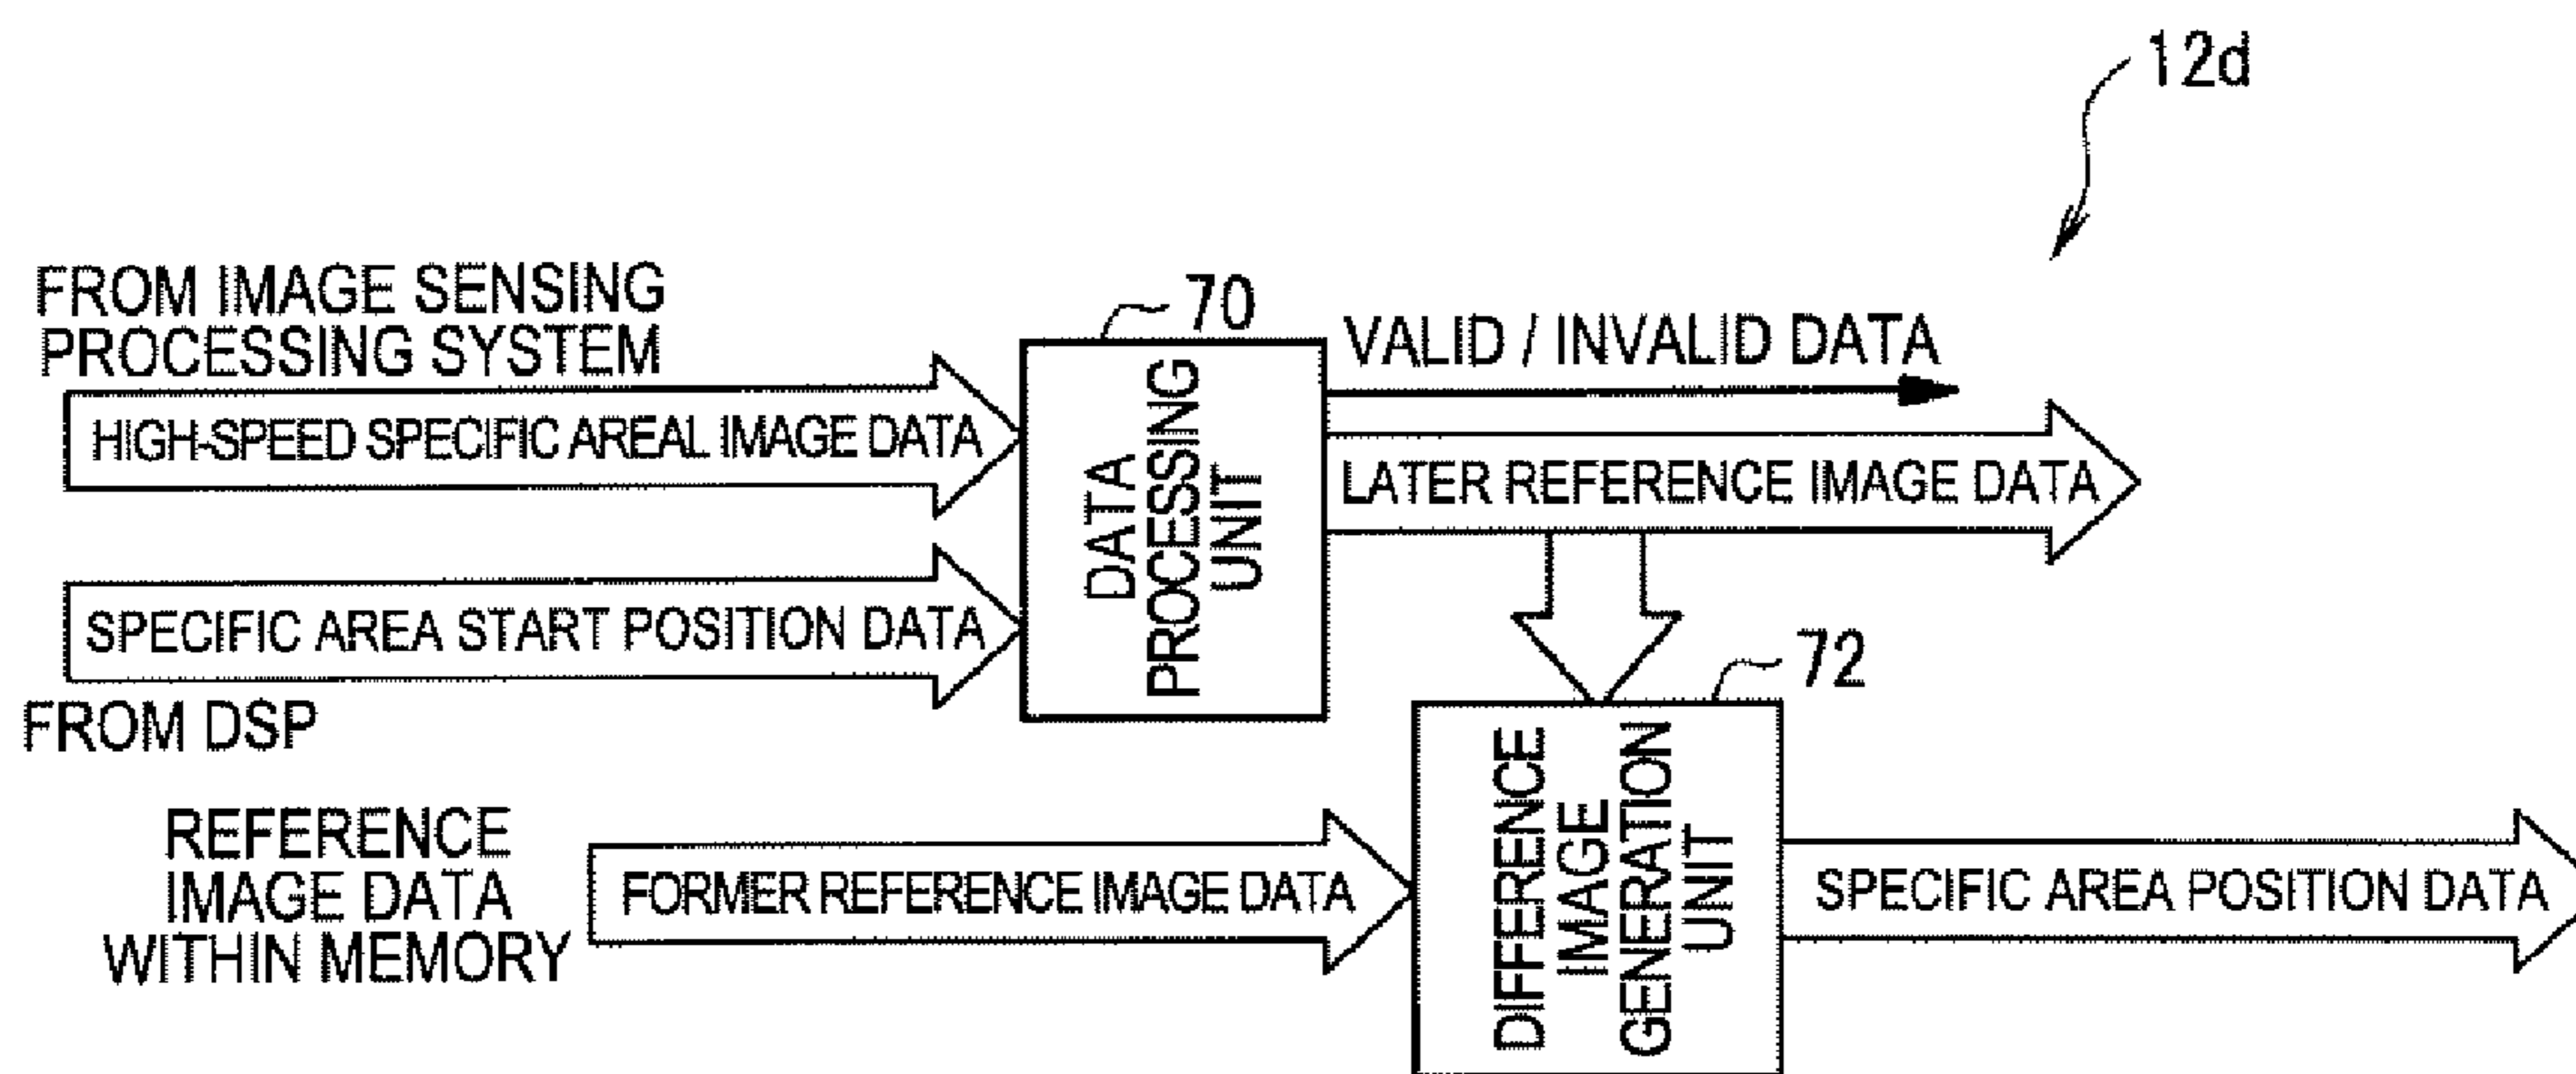 12d
FROM IMAGE SENSING
PROCESSING SYSTEM
HIGH-SPEED SPECIFIC AREAL IMAGE DATA
SPECIFIC AREA START POSITION DATA
FROM DSP
70
DATA
PROCESSING
UNIT
VALID / INVALID DATA
LATER REFERENCE IMAGE DATA
72
REFERENCE
IMAGE DATA
WITHIN MEMORY
FORMER REFERENCE IMAGE DATA
DIFFERENCE
IMAGE
GENERATION
UNIT
SPECIFIC AREA POSITION DATA